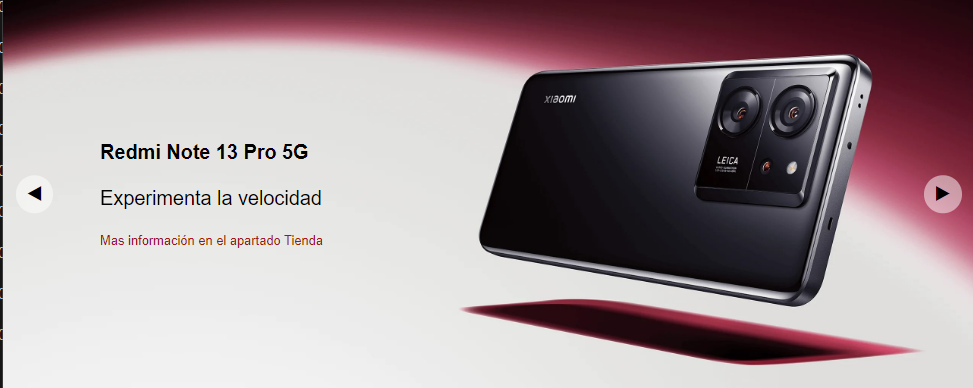 XIAOMI
LEICA
Redmi Note 13 Pro 5G
Experimenta la velocidad
Mas información en el apartado Tienda